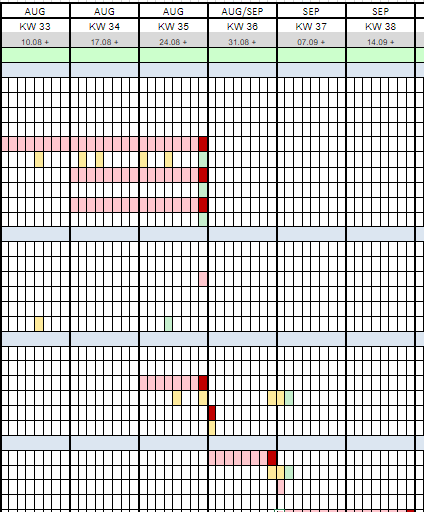 AUG AUG AUG AUG/SEP SEP SEP
KW 33 KW 34 KW 35 KW 36 KW 37 KW 38
10.08 + 17.08 + 24.08 + 31.08 + 07.09 + 14.09 +